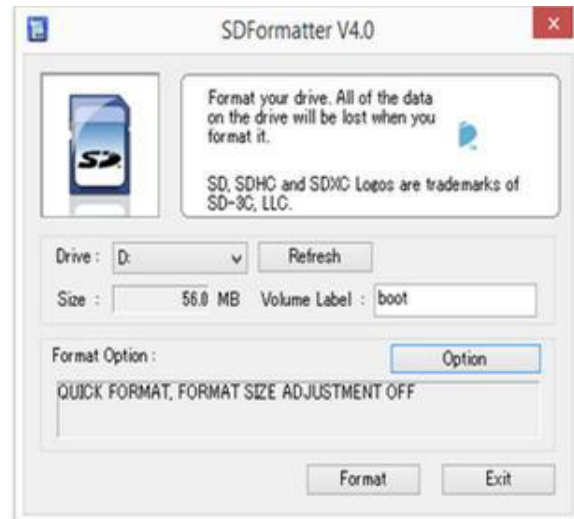 SDFormatter V4.0
SD
Format your drive. All of the data
on the drive will be lost when you
format it.
SD, SDHC and SDXC Logos are trademarks of
SD-3C, LLC.
Drive : D: Refresh
Size : 56.0 MB Volume Label : boot
Format Option : Option
QUICK FORMAT, FORMAT SIZE ADJUSTMENT OFF
Format Exit